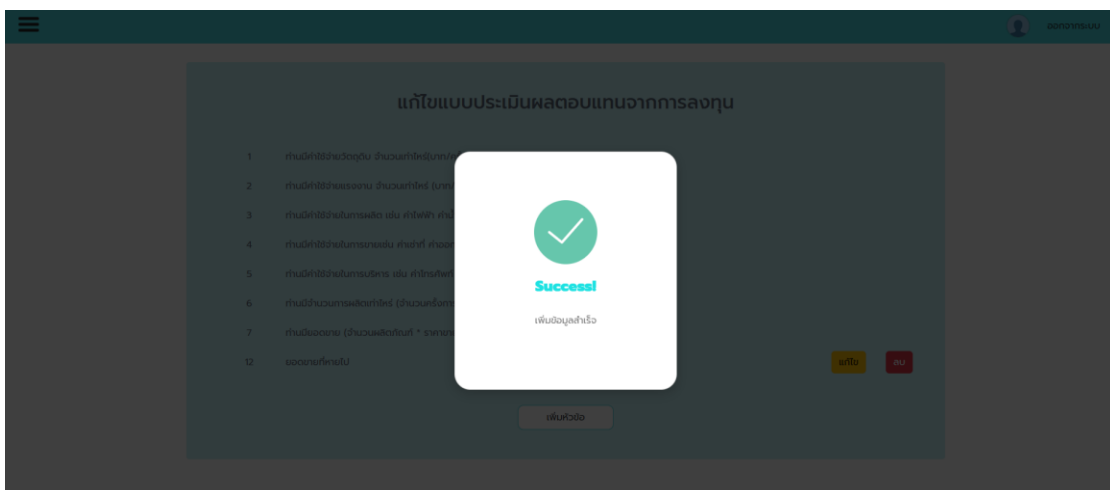 ออกจากระบบ
แก้ไขแบบประเมินผลตอบแทนจากการลงทุน
1 ท่านมีค่าใช้จ่ายวัตถุดิบ จำนวนเท่าไหร่(บาท/
2 ท่านมีค่าใช้จ่ายแรงงาน จำนวนเท่าไหร่ (บาท/
3 ท่านมีค่าใช้จ่ายในการผลิต เช่น ค่าไฟฟ้า
4 ท่านมีค่าใช้จ่ายในการขายเช่น ค่าเช่าที่
5 ท่านมีค่าใช้จ่ายในการบริหาร เช่น ค่าโทรศัพท์
6 ท่านมีจำนวนการผลิตเท่าไหร่
7 ท่านมียอดขาย (จำนวนผลิตภัณฑ์ *
12 ยอดขายที่หายไป แก้ไข ลบ
Success!
เพิ่มข้อมูลสำเร็จ
เพิ่มหัวข้อ